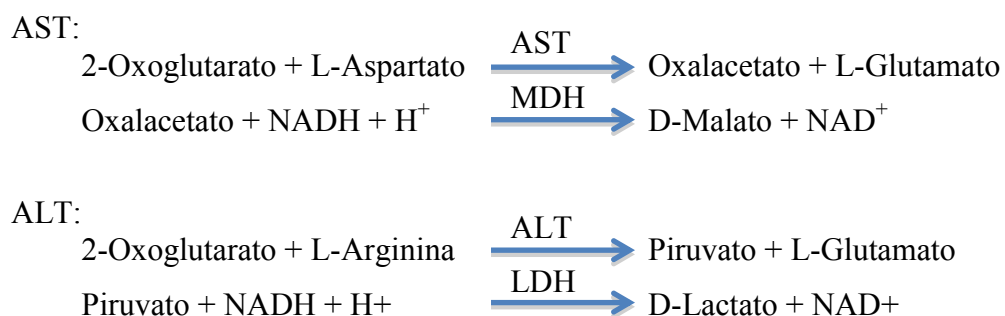 AST:
AST
2-Oxoglutarato + L-Aspartato Oxalacetato + L-Glutamato
MDH
Oxalacetato + NADH + H⁺ D-Malato + NAD⁺
ALT:
ALT
2-Oxoglutarato + L-Arginina Piruvato + L-Glutamato
LDH
Piruvato + NADH + H+ D-Lactato + NAD+